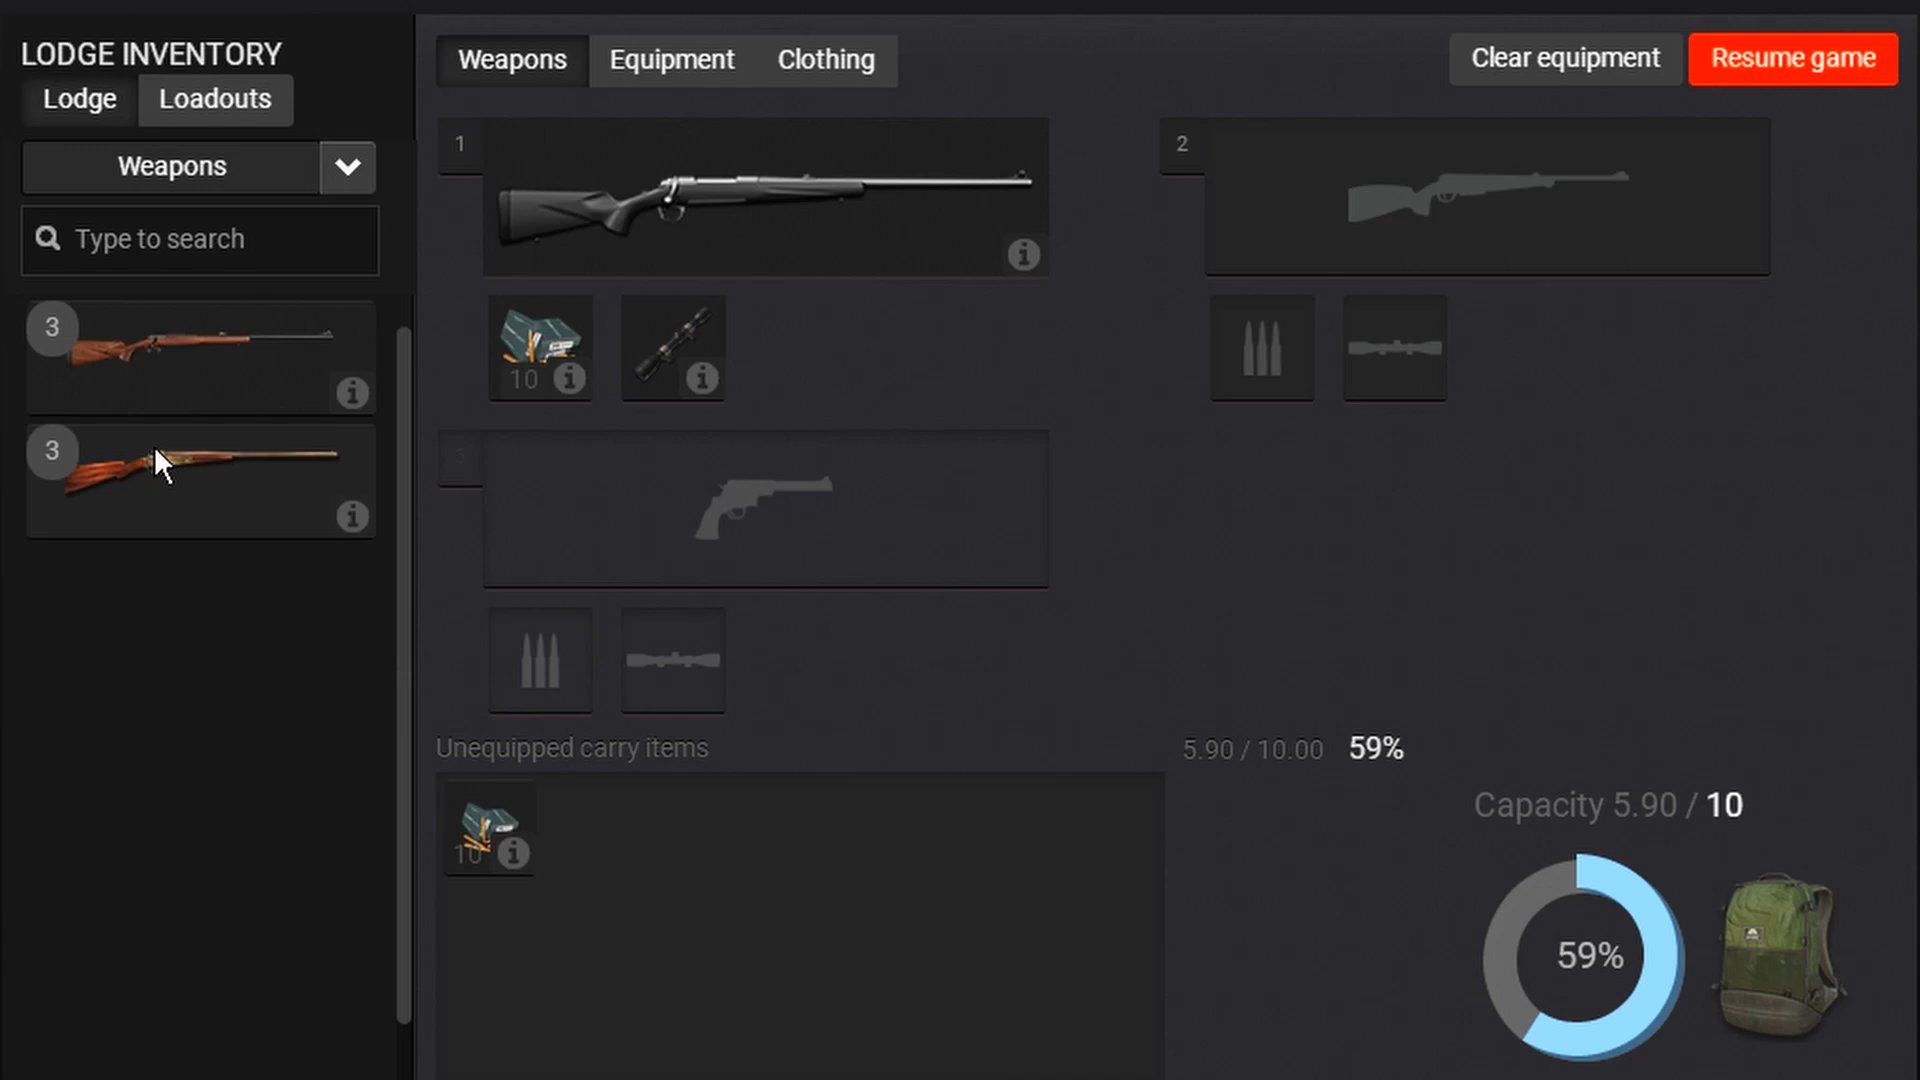 LODGE INVENTORY
Lodge
Loadouts
Weapons
Type to search
3
3
Weapons
Equipment
Clothing
Clear equipment
Resume game
1
2
10
3
Unequipped carry items
5.90 / 10.00
59%
10
Capacity 5.90 / 10
59%